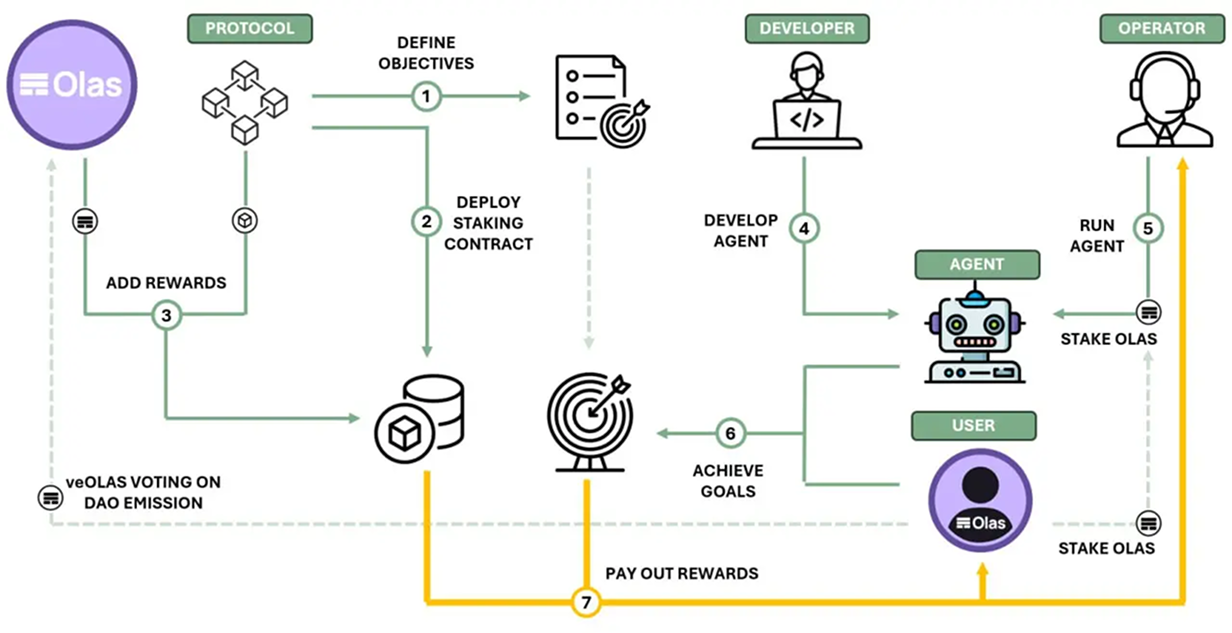 PROTOCOL
DEVELOPER
OPERATOR
Olas
DEFINE
OBJECTIVES
1
</>
DEPLOY
STAKING
CONTRACT
2
DEVELOP
AGENT
4
RUN
AGENT
5
ADD REWARDS
3
AGENT
STAKE OLAS
USER
6
ACHIEVE
GOALS
veOLAS VOTING ON
DAO EMISSION
Olas
STAKE OLAS
PAY OUT REWARDS
7